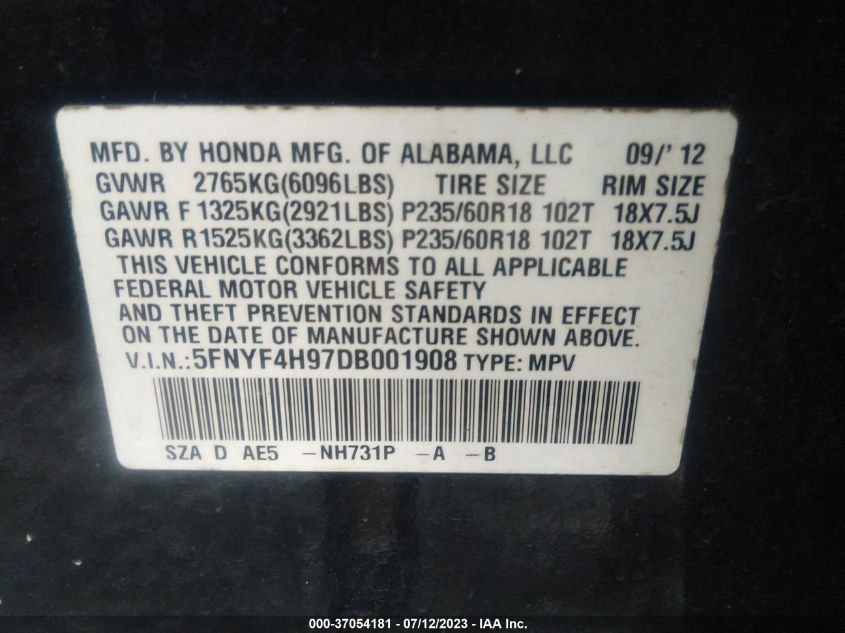 MFD. BY HONDA MFG. OF ALABAMA, LLC 09/' 12
GVWR 2765KG(6096LBS) TIRE SIZE RIM SIZE
GAWR F 1325KG(2921LBS) P235/60R18 102T 18X7.5J
GAWR R1525KG(3362LBS) P235/60R18 102T 18X7.5J
THIS VEHICLE CONFORMS TO ALL APPLICABLE
FEDERAL MOTOR VEHICLE SAFETY
AND THEFT PREVENTION STANDARDS IN EFFECT
ON THE DATE OF MANUFACTURE SHOWN ABOVE.
V.I.N.:5FNYF4H97DB001908 TYPE: MPV
SZA D AE5 -NH731P -A -B
000-37054181 - 07/12/2023 - IAA Inc.